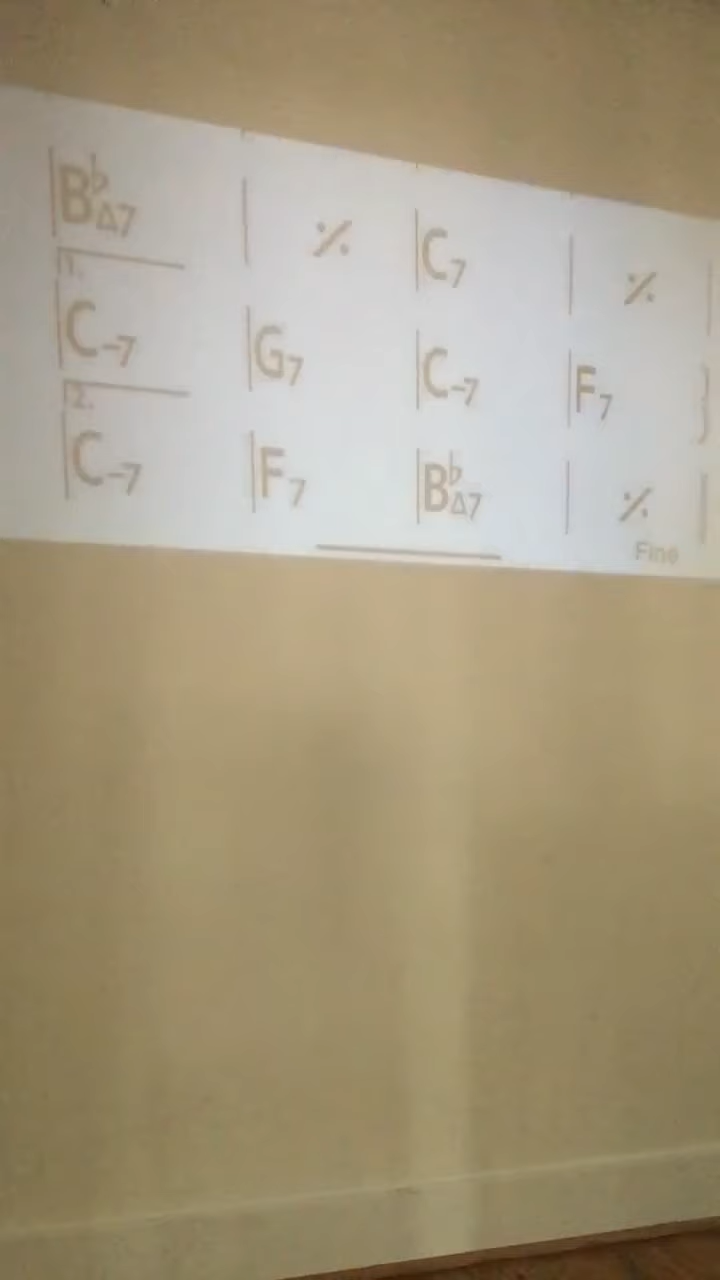 |B♭Δ7 | 𝄎 |C7 | 𝄎 |
1.
|C-7 |G7 |C-7 |F7 }
2.
|C-7 |F7 |B♭Δ7 | 𝄎 |
Fine